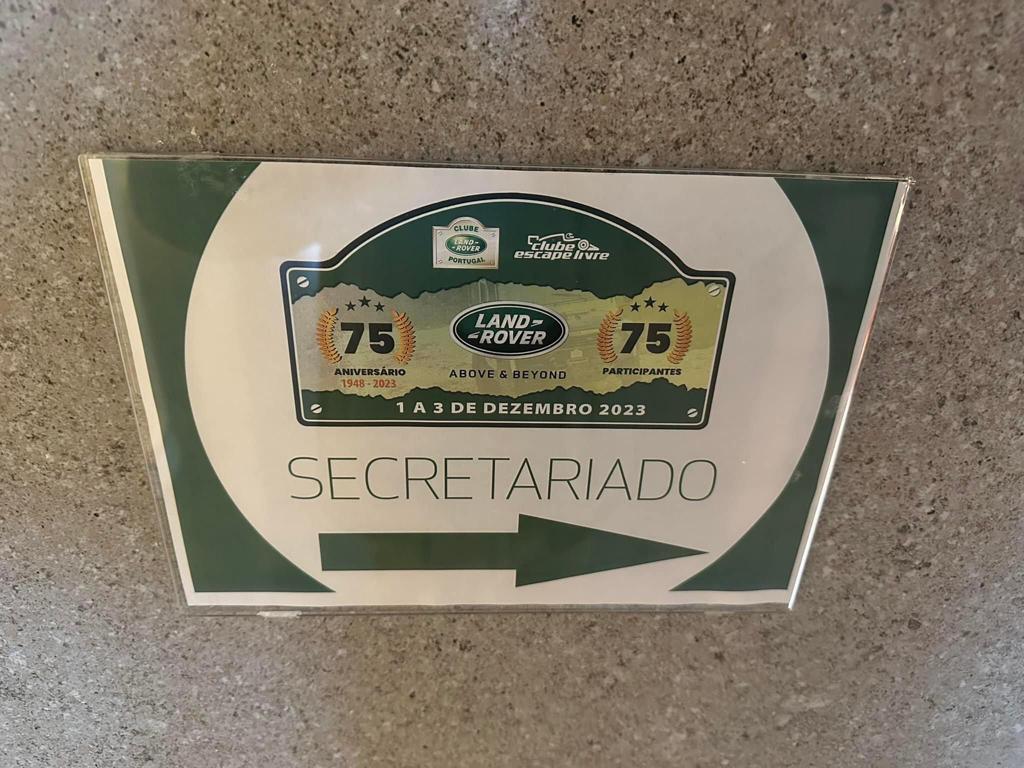 CLUBE
LAND ROVER
PORTUGAL
clube
escape livre
75
ANIVERSÁRIO
1948 - 2023
LAND
ROVER
ABOVE & BEYOND
75
PARTICIPANTES
1 A 3 DE DEZEMBRO 2023
SECRETARIADO